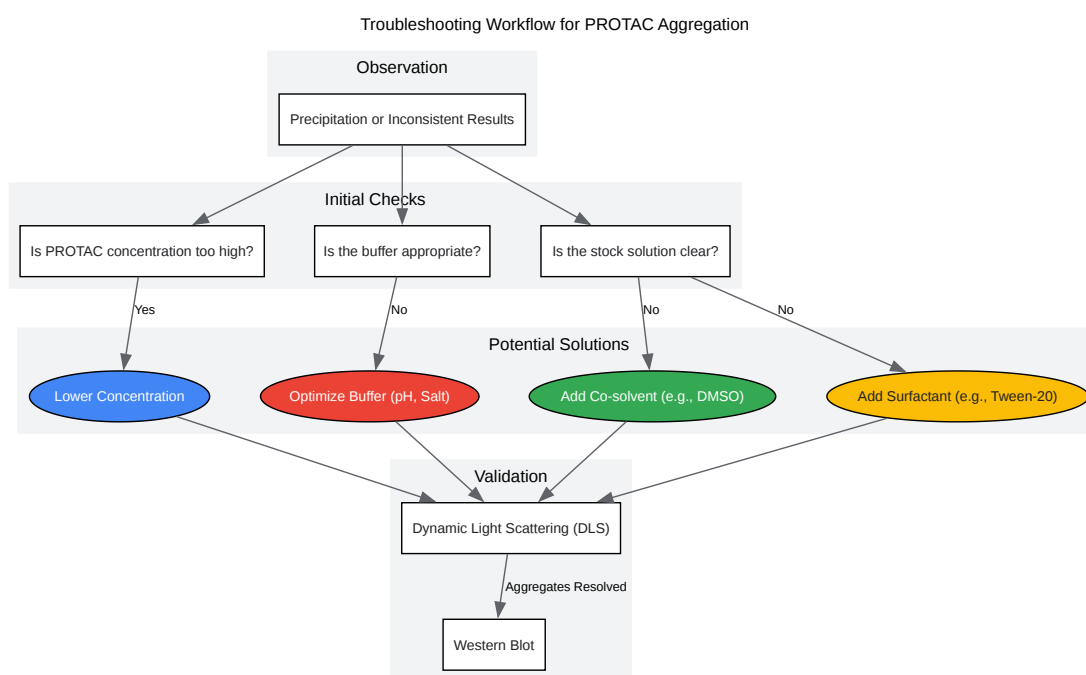 Troubleshooting Workflow for PROTAC Aggregation
Observation
Precipitation or Inconsistent Results
Initial Checks
Is PROTAC concentration too high?
Is the buffer appropriate?
Is the stock solution clear?
Yes
No
No
No
Potential Solutions
Lower Concentration
Optimize Buffer (pH, Salt)
Add Co-solvent (e.g., DMSO)
Add Surfactant (e.g., Tween-20)
Validation
Dynamic Light Scattering (DLS)
Aggregates Resolved
Western Blot